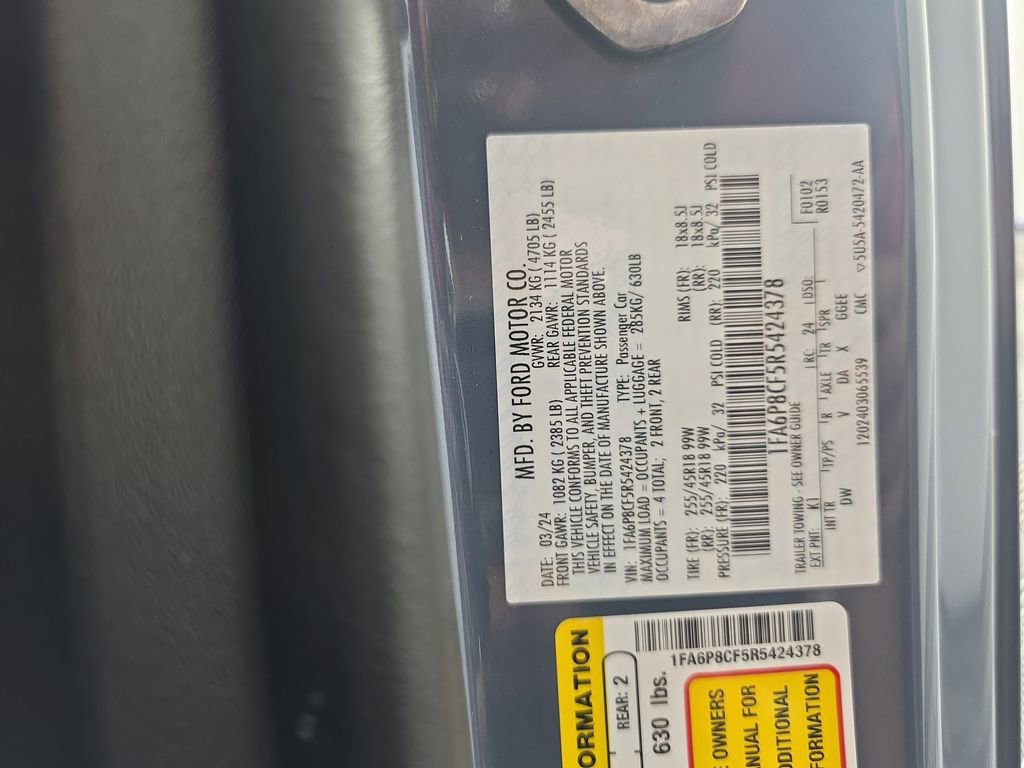 MFD. BY FORD MOTOR CO.
DATE: 03/24 GVWR: 2134 KG ( 4705 LB)
FRONT GAWR: 1082 KG ( 2385 LB) REAR GAWR: 1114 KG ( 2455 LB)
THIS VEHICLE CONFORMS TO ALL APPLICABLE FEDERAL MOTOR
VEHICLE SAFETY, BUMPER, AND THEFT PREVENTION STANDARDS
IN EFFECT ON THE DATE OF MANUFACTURE SHOWN ABOVE.
VIN: 1FA6P8CF5R5424378 TYPE: Passenger Car
MAXIMUM LOAD = OCCUPANTS + LUGGAGE = 285KG/ 630LB
OCCUPANTS = 4 TOTAL; 2 FRONT, 2 REAR
TIRE (FR): 255/45R18 99W RIMS (FR): 18x8.5J
(RR): 255/45R18 99W (RR): 18x8.5J
PRESSURE (FR): 220 kPa/ 32 PSI COLD (RR): 220 kPa/ 32 PSI COLD
1FA6P8CF5R5424378
TRAILER TOWING - SEE OWNER GUIDE
EXT PNT: K1 RC: 24 DSO: F0102
INT TR TTP/PS R AXLE TR SPR R0153
DW V DA X GGEE
1202403065539 CMC ▽5U5A-5420472-AA
ORMATION
REAR: 2
630 lbs.
1FA6P8CF5R5424378
OWNERS
ANUAL FOR
DDITIONAL
FORMATION